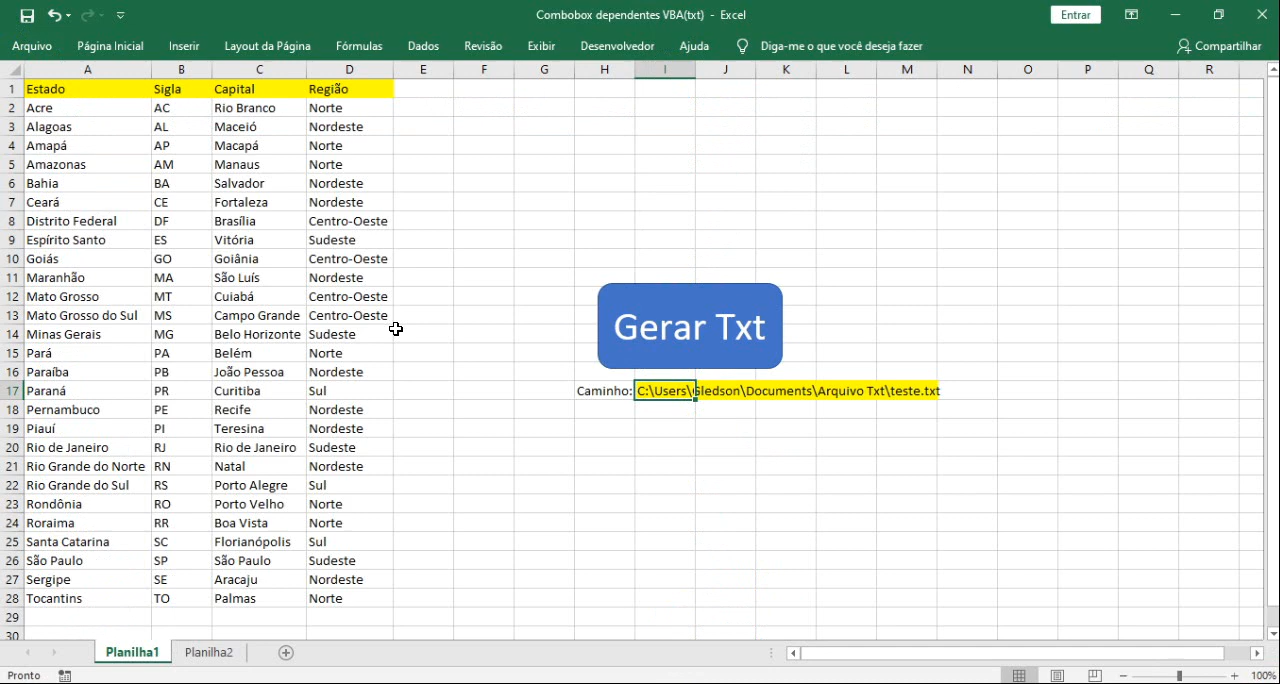 Combobox dependentes VBA(txt) - Excel
Entrar
Arquivo Página Inicial Inserir Layout da Página Fórmulas Dados Revisão Exibir Desenvolvedor Ajuda Diga-me o que você deseja fazer Compartilhar
A B C D E F G H I J K L M N O P Q R
1 Estado Sigla Capital Região
2 Acre AC Rio Branco Norte
3 Alagoas AL Maceió Nordeste
4 Amapá AP Macapá Norte
5 Amazonas AM Manaus Norte
6 Bahia BA Salvador Nordeste
7 Ceará CE Fortaleza Nordeste
8 Distrito Federal DF Brasília Centro-Oeste
9 Espírito Santo ES Vitória Sudeste
10 Goiás GO Goiânia Centro-Oeste
11 Maranhão MA São Luís Nordeste
12 Mato Grosso MT Cuiabá Centro-Oeste
13 Mato Grosso do Sul MS Campo Grande Centro-Oeste
14 Minas Gerais MG Belo Horizonte Sudeste
Gerar Txt
15 Pará PA Belém Norte
16 Paraíba PB João Pessoa Nordeste
17 Paraná PR Curitiba Sul Caminho: C:\Users\Gledson\Documents\Arquivo Txt\teste.txt
18 Pernambuco PE Recife Nordeste
19 Piauí PI Teresina Nordeste
20 Rio de Janeiro RJ Rio de Janeiro Sudeste
21 Rio Grande do Norte RN Natal Nordeste
22 Rio Grande do Sul RS Porto Alegre Sul
23 Rondônia RO Porto Velho Norte
24 Roraima RR Boa Vista Norte
25 Santa Catarina SC Florianópolis Sul
26 São Paulo SP São Paulo Sudeste
27 Sergipe SE Aracaju Nordeste
28 Tocantins TO Palmas Norte
29
30
Planilha1 Planilha2
Pronto 100%